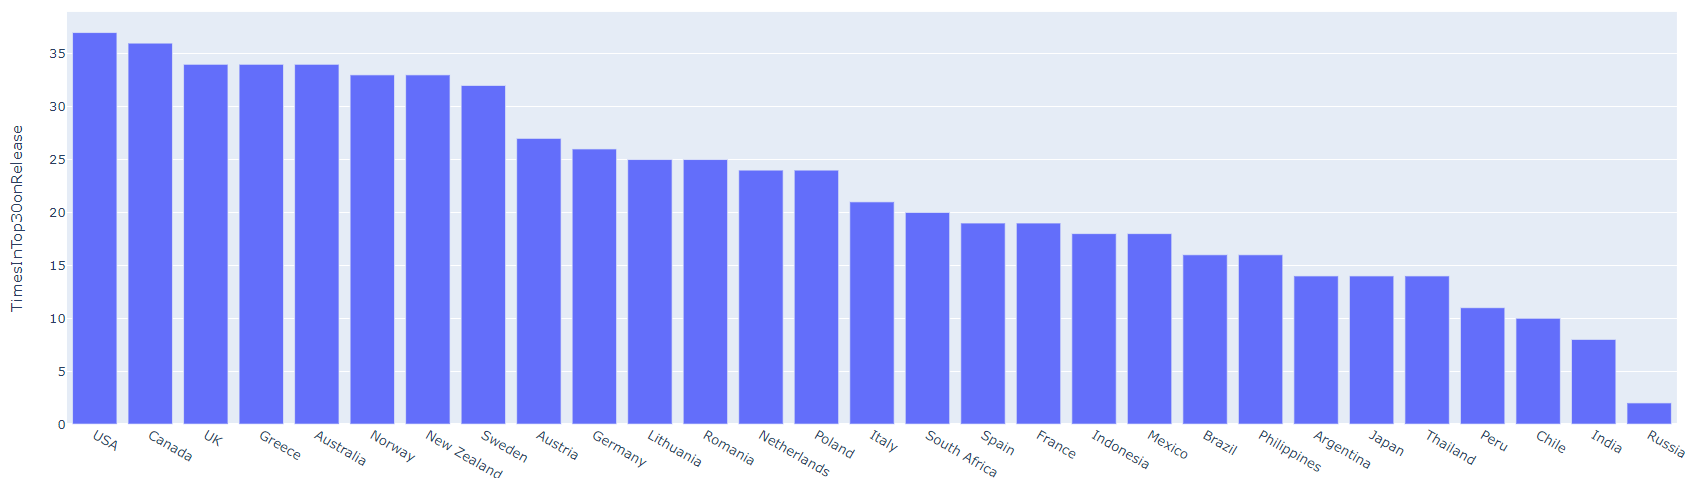 TimesInTop30onRelease
35
30
25
20
15
10
5
0
USA
Canada
UK
Greece
Australia
Norway
New Zealand
Sweden
Austria
Germany
Lithuania
Romania
Netherlands
Poland
Italy
South Africa
Spain
France
Indonesia
Mexico
Brazil
Philippines
Argentina
Japan
Thailand
Peru
Chile
India
Russia